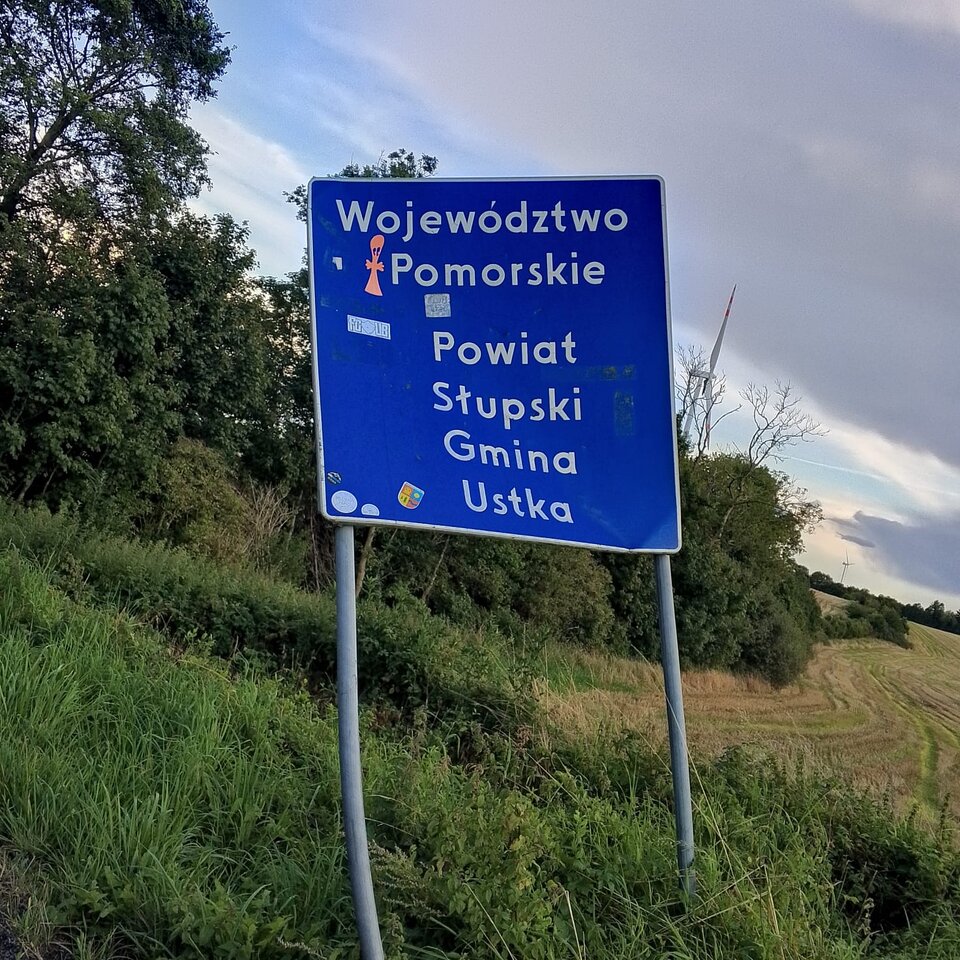 Województwo
Pomorskie
Powiat
Słupski
Gmina
Ustka